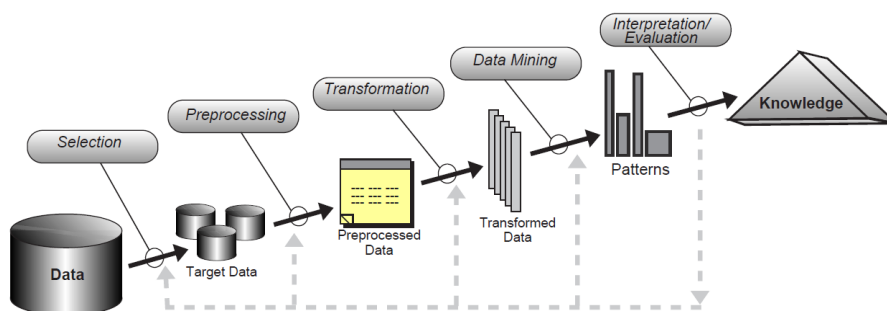 Interpretation/
Evaluation
Data Mining
Transformation
Preprocessing
Selection
Knowledge
Patterns
Transformed
Data
Preprocessed
Data
Target Data
Data